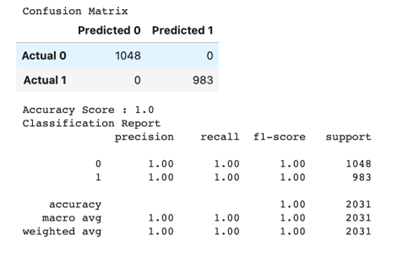 Confusion Matrix
Predicted 0 Predicted 1
Actual 0 1048 0
Actual 1 0 983
Accuracy Score : 1.0
Classification Report
precision recall f1-score support
0 1.00 1.00 1.00 1048
1 1.00 1.00 1.00 983
accuracy 1.00 2031
macro avg 1.00 1.00 1.00 2031
weighted avg 1.00 1.00 1.00 2031